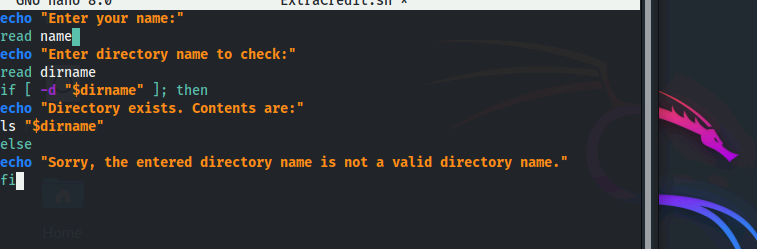 GNU nano 8.0 ExtraCredit.sh *
echo "Enter your name:"
read name
echo "Enter directory name to check:"
read dirname
if [ -d "$dirname" ]; then
echo "Directory exists. Contents are:"
ls "$dirname"
else
echo "Sorry, the entered directory name is not a valid directory name."
fi
Home